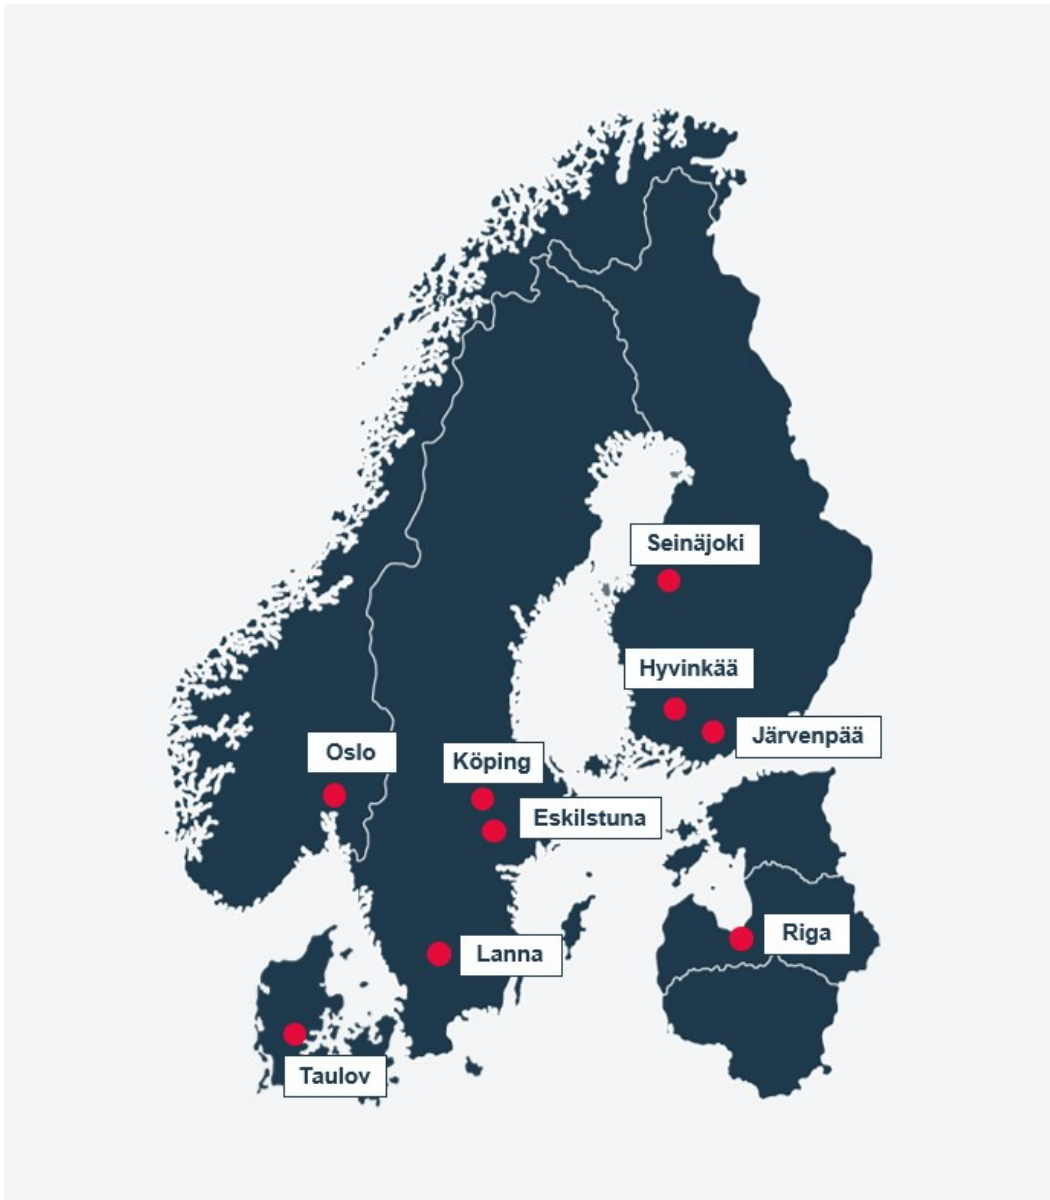 Seinäjoki
Hyvinkää
Järvenpää
Oslo
Köping
Eskilstuna
Riga
Lanna
Taulov